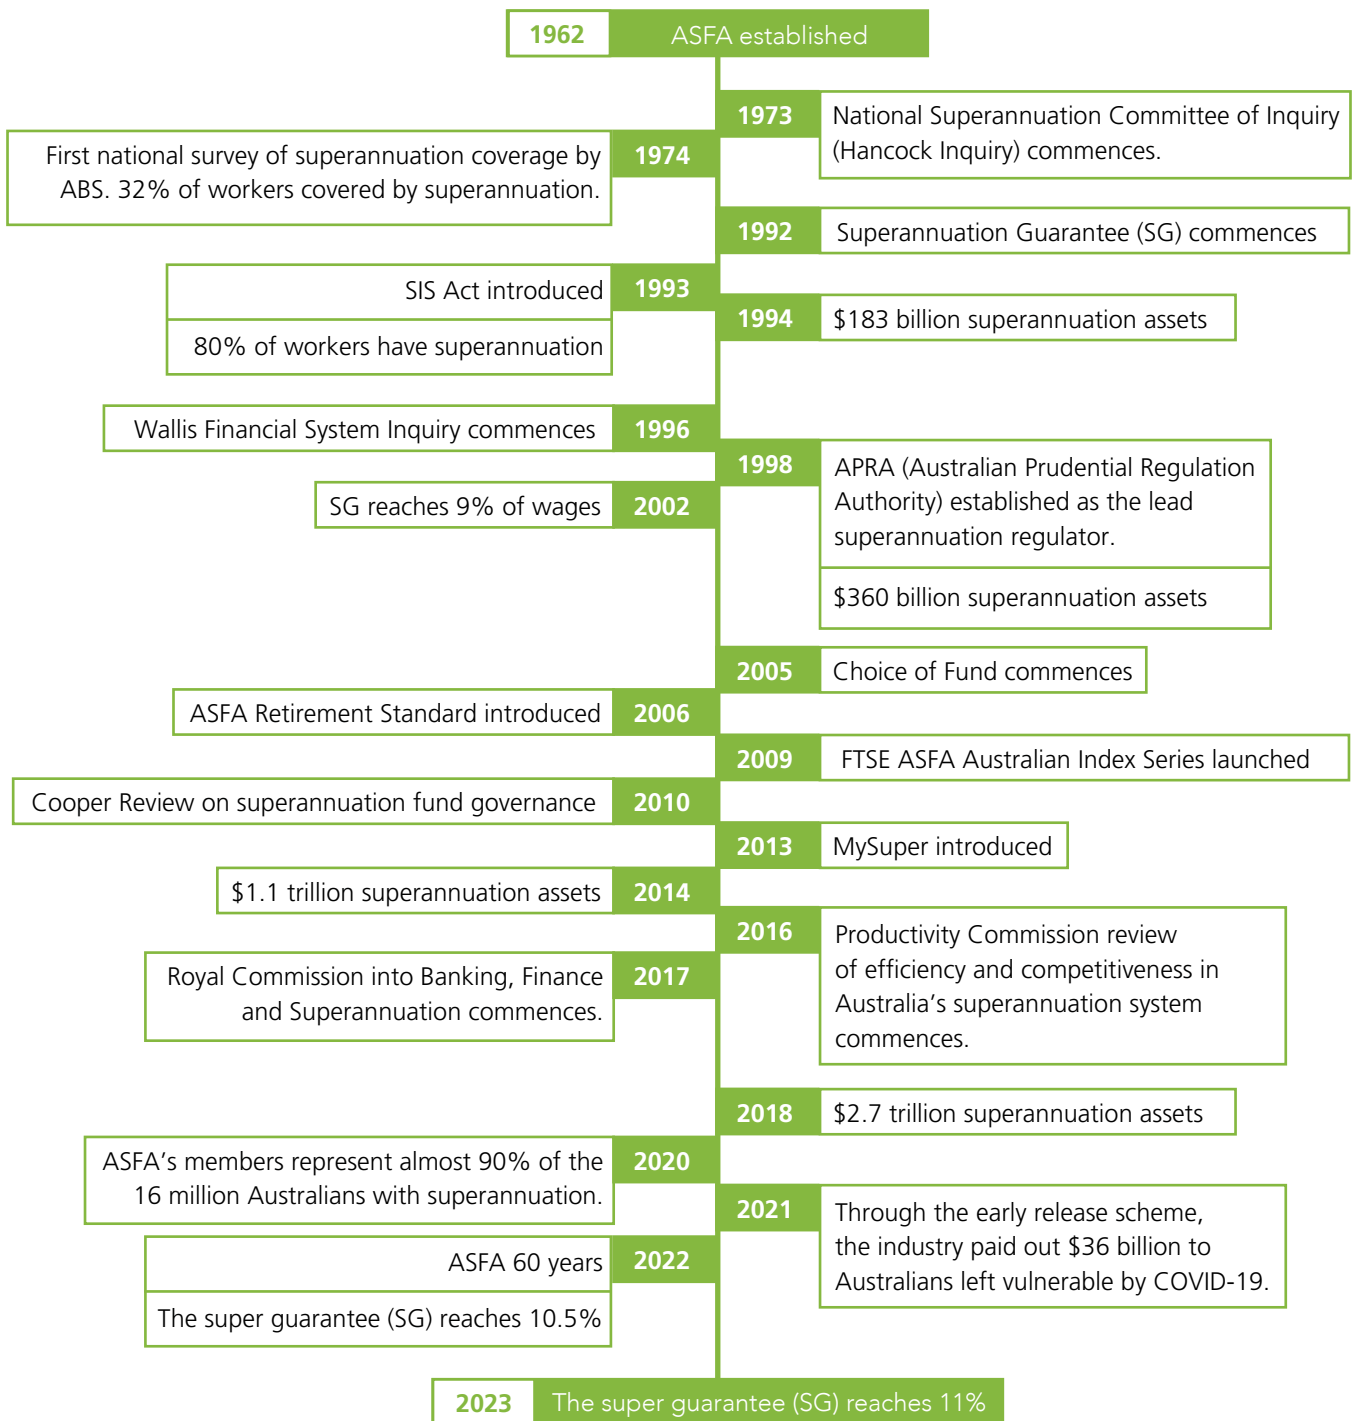 1962 ASFA established
1973 National Superannuation Committee of Inquiry
(Hancock Inquiry) commences.
First national survey of superannuation coverage by 1974
ABS. 32% of workers covered by superannuation.
1992 Superannuation Guarantee (SG) commences
SIS Act introduced 1993
80% of workers have superannuation
1994 $183 billion superannuation assets
Wallis Financial System Inquiry commences 1996
1998 APRA (Australian Prudential Regulation
Authority) established as the lead
superannuation regulator.
$360 billion superannuation assets
SG reaches 9% of wages 2002
2005 Choice of Fund commences
ASFA Retirement Standard introduced 2006
2009 FTSE ASFA Australian Index Series launched
Cooper Review on superannuation fund governance 2010
2013 MySuper introduced
$1.1 trillion superannuation assets 2014
2016 Productivity Commission review
of efficiency and competitiveness in
Australia’s superannuation system
commences.
Royal Commission into Banking, Finance 2017
and Superannuation commences.
2018 $2.7 trillion superannuation assets
ASFA’s members represent almost 90% of the 2020
16 million Australians with superannuation.
2021 Through the early release scheme,
the industry paid out $36 billion to
Australians left vulnerable by COVID-19.
ASFA 60 years 2022
The super guarantee (SG) reaches 10.5%
2023 The super guarantee (SG) reaches 11%